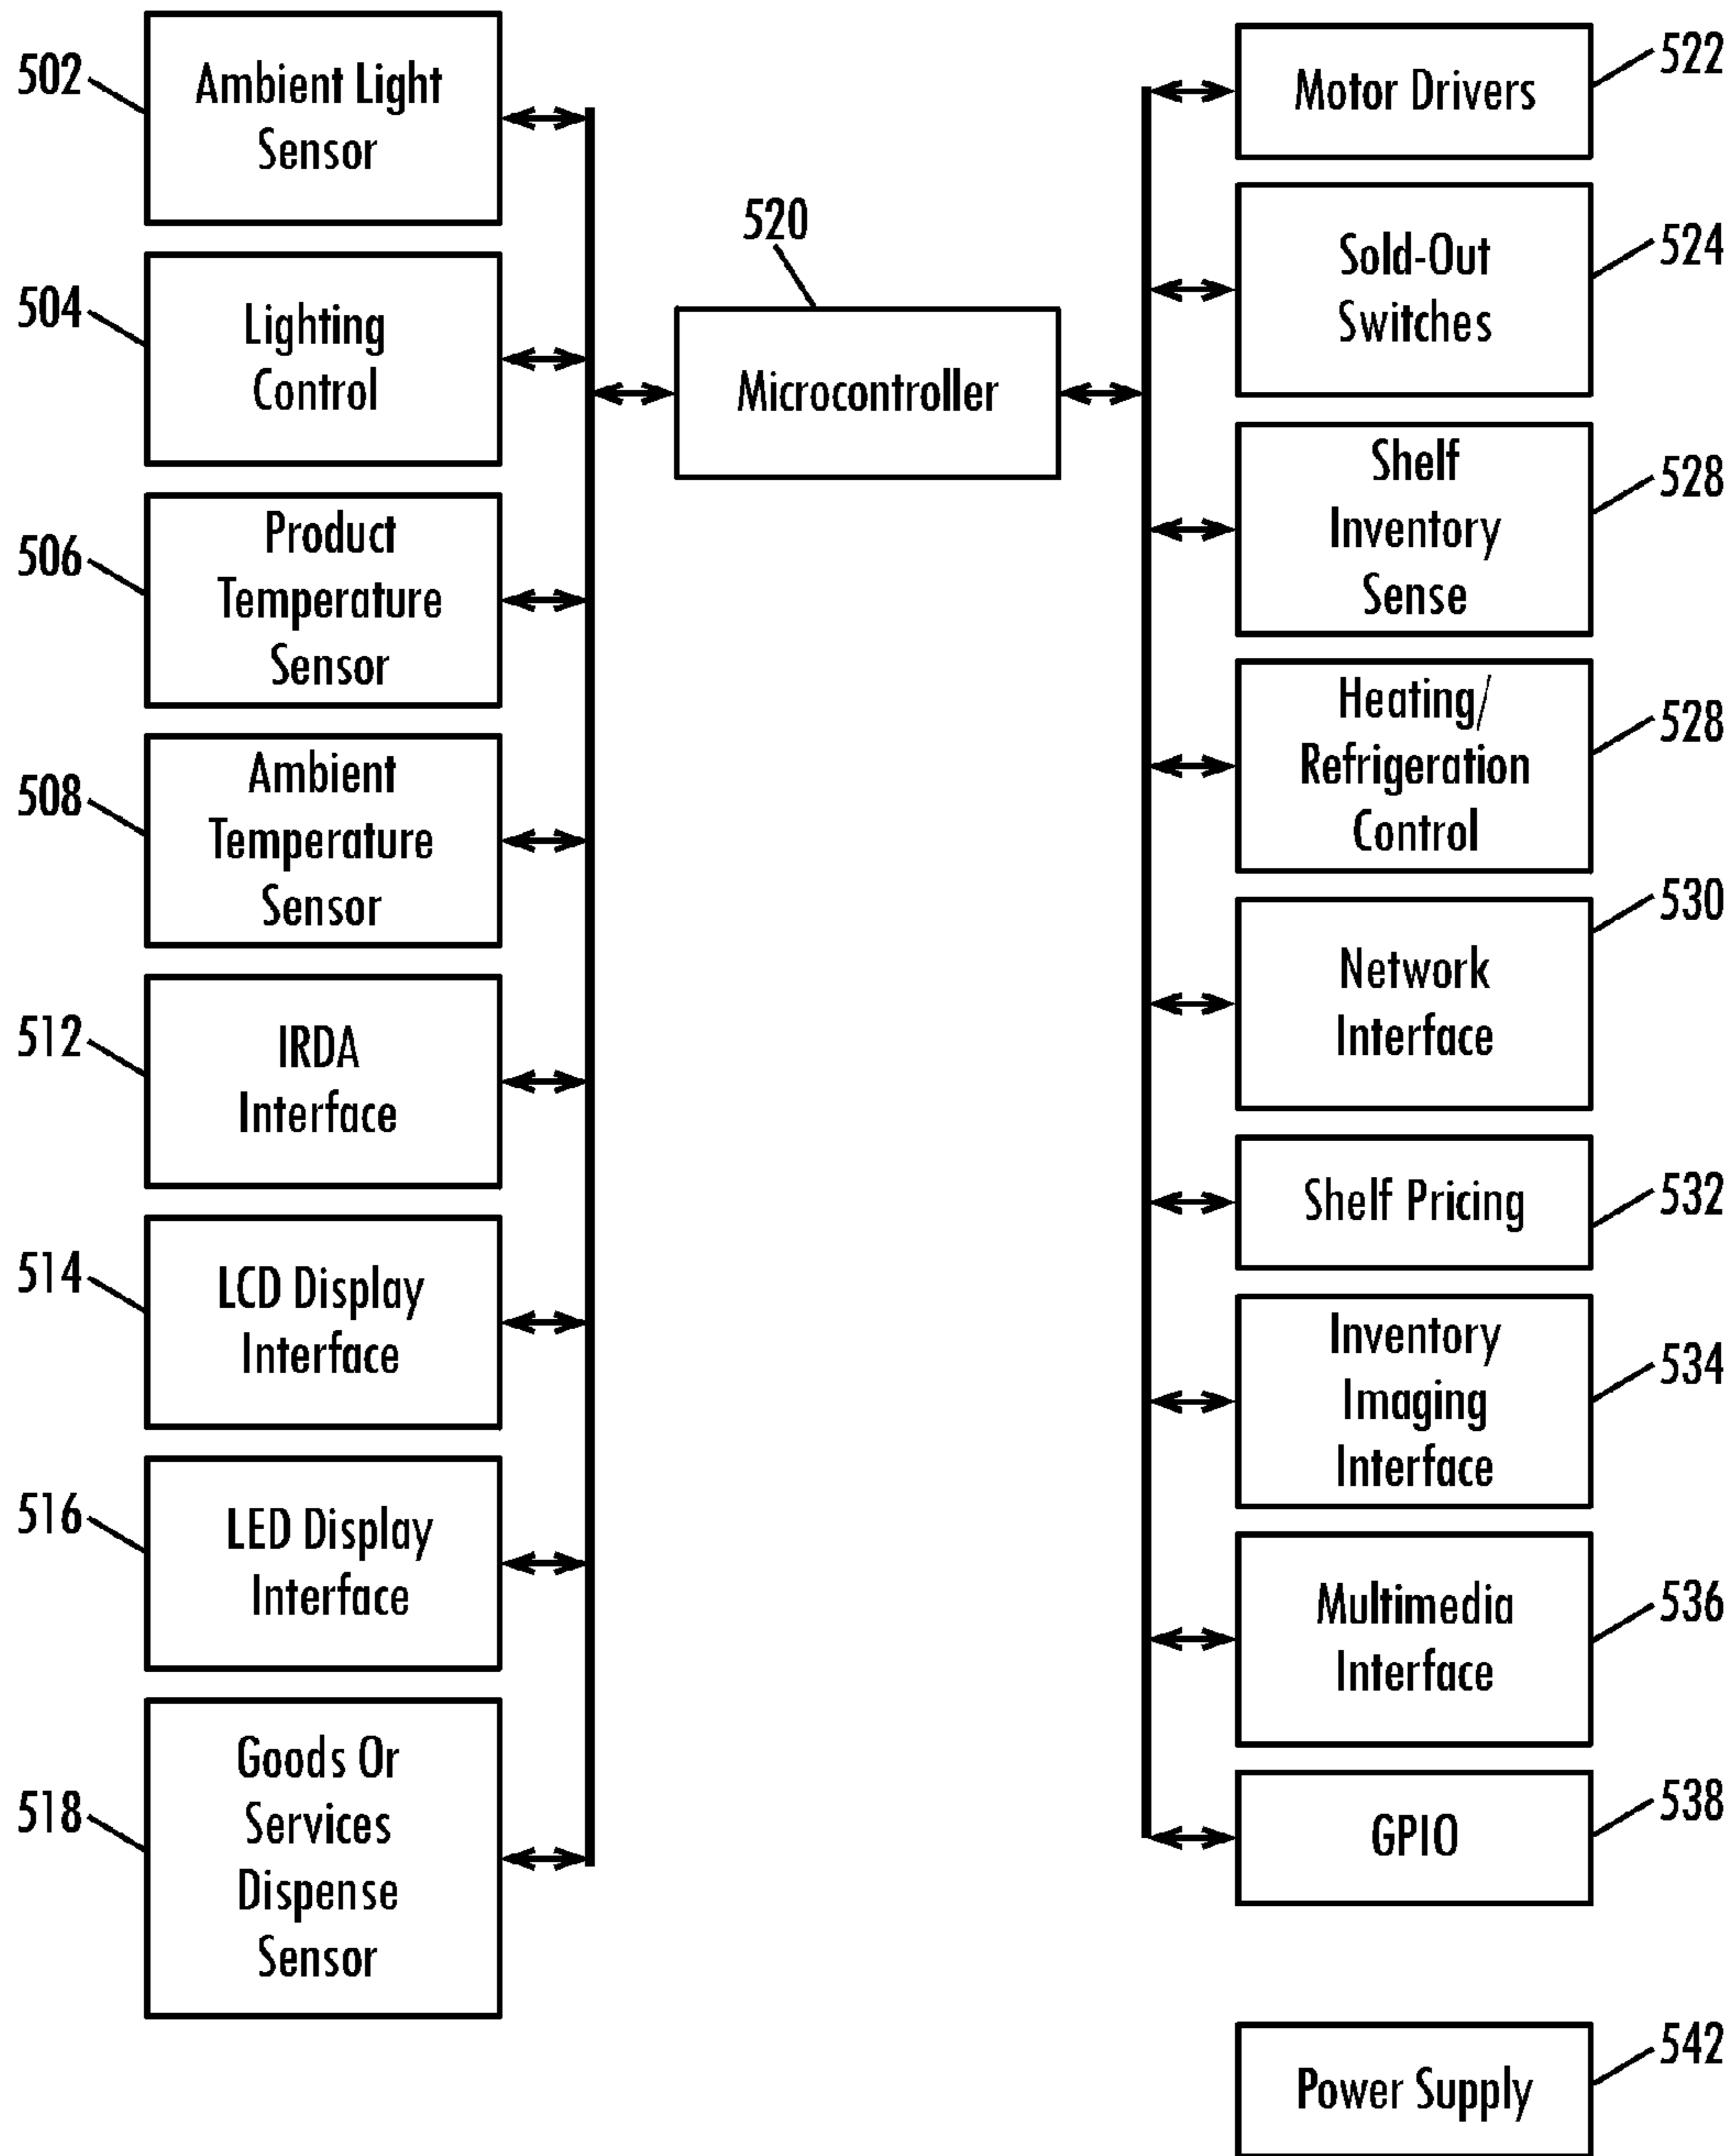 502
Ambient Light
Sensor
504
Lighting
Control
506
Product
Temperature
Sensor
508
Ambient
Temperature
Sensor
512
IRDA
Interface
514
LCD Display
Interface
516
LED Display
Interface
518
Goods Or
Services
Dispense
Sensor
520
Microcontroller
Motor Drivers
522
Sold-Out
Switches
524
Shelf
Inventory
Sense
528
Heating/
Refrigeration
Control
528
Network
Interface
530
Shelf Pricing
532
Inventory
Imaging
Interface
534
Multimedia
Interface
536
GPIO
538
Power Supply
542